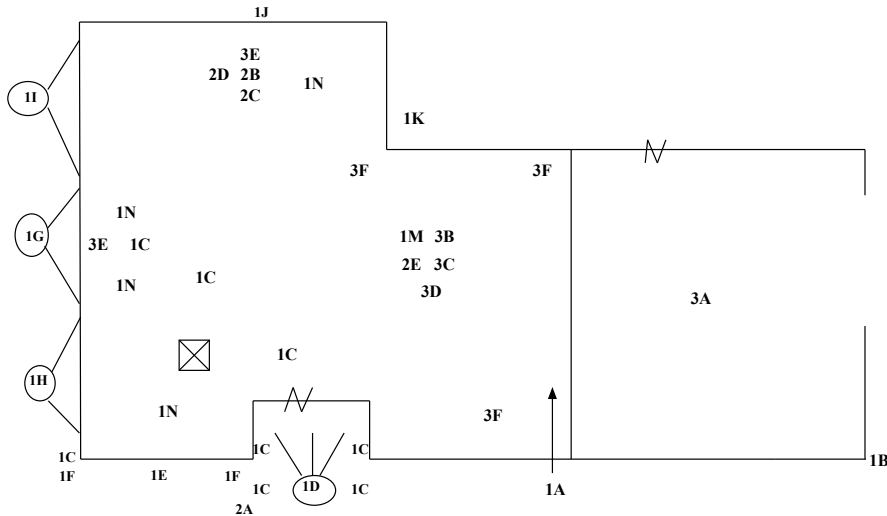 1J
3E
2D 2B
1N
2C
1I
1K
3F 3F
1N
1G
3E 1C
1M 3B
1N
1C
2E 3C
3D
3A
1C
1H
1N
3F
1C 1C 1C
1F 1E 1F
1D
1C 1C
1A
1B
2A